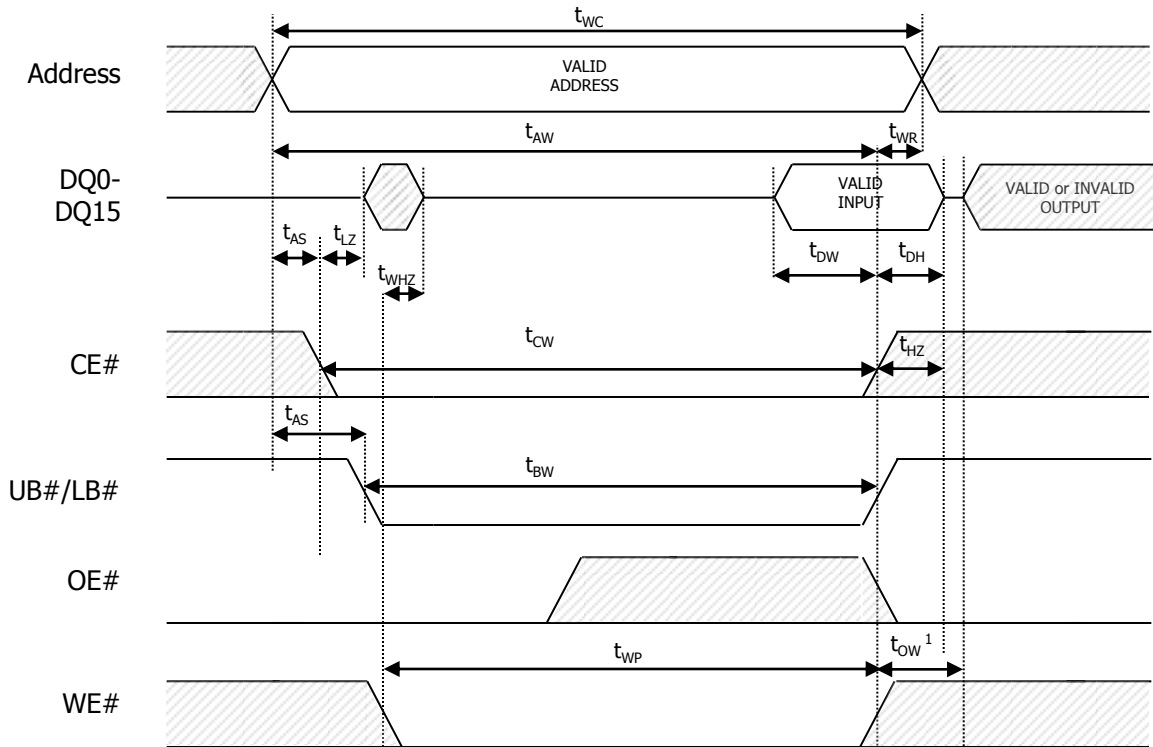 tWC
Address
VALID
ADDRESS
tAW
tWR
DQ0-
DQ15
VALID
INPUT
VALID or INVALID
OUTPUT
tAS
tLZ
tDW
tDH
tWHZ
CE#
tCW
tHZ
tAS
UB#/LB#
tBW
OE#
tWP
tOW 1
WE#